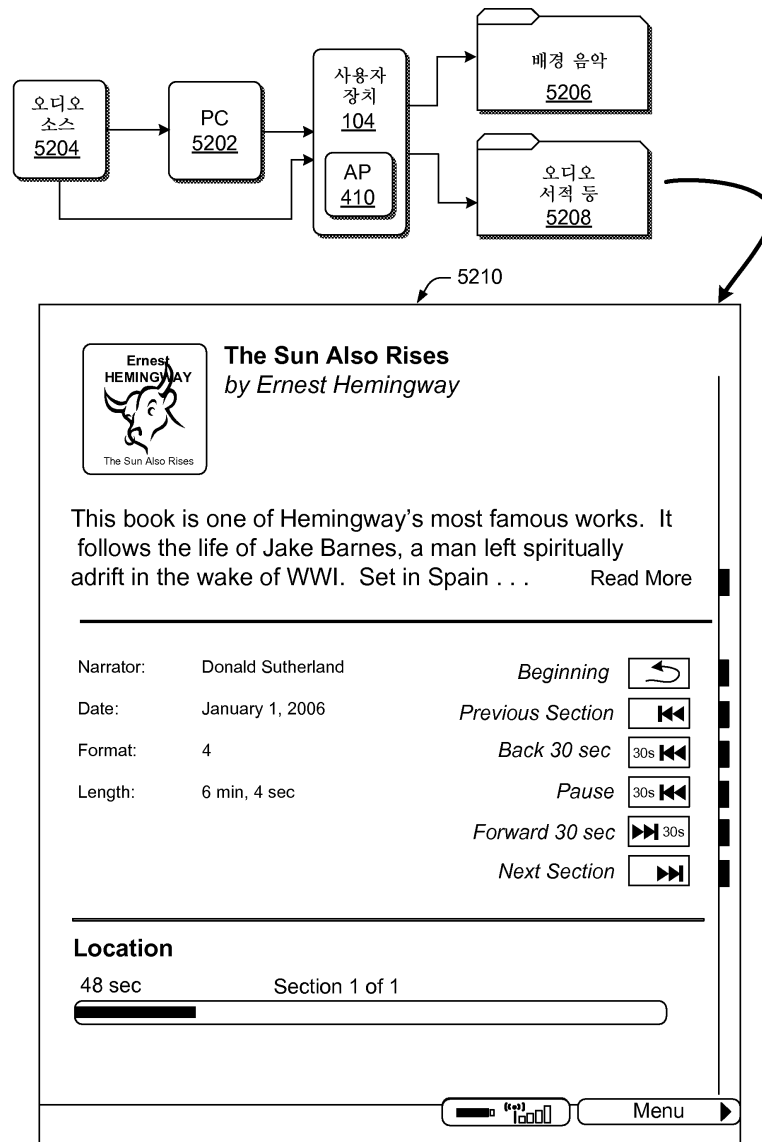 오디오
소스
5204
PC
5202
사용자
장치
104
AP
410
배경 음악
5206
오디오
서적 등
5208
5210
Ernest
HEMINGWAY
The Sun Also Rises
The Sun Also Rises
by Ernest Hemingway
This book is one of Hemingway's most famous works. It
follows the life of Jake Barnes, a man left spiritually
adrift in the wake of WWI. Set in Spain . . . Read More
Narrator: Donald Sutherland
Date: January 1, 2006
Format: 4
Length: 6 min, 4 sec
Beginning
Previous Section
Back 30 sec 30s
Pause 30s
Forward 30 sec 30s
Next Section
Location
48 sec Section 1 of 1
Menu